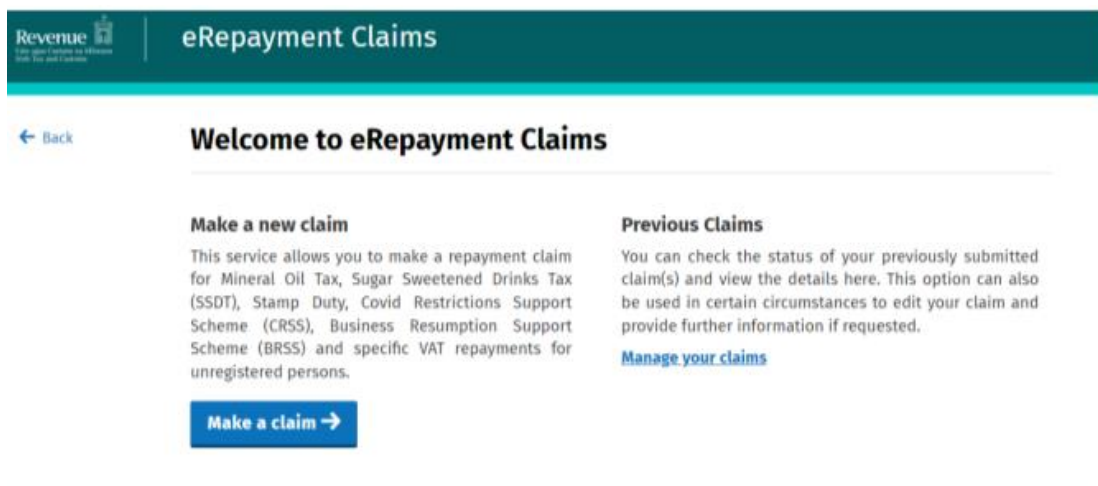 Revenue
eRepayment Claims
← Back
Welcome to eRepayment Claims
Make a new claim
This service allows you to make a repayment claim
for Mineral Oil Tax, Sugar Sweetened Drinks Tax
(SSDT), Stamp Duty, Covid Restrictions Support
Scheme (CRSS), Business Resumption Support
Scheme (BRSS) and specific VAT repayments for
unregistered persons.
Make a claim →
Previous Claims
You can check the status of your previously submitted
claim(s) and view the details here. This option can also
be used in certain circumstances to edit your claim and
provide further information if requested.
Manage your claims